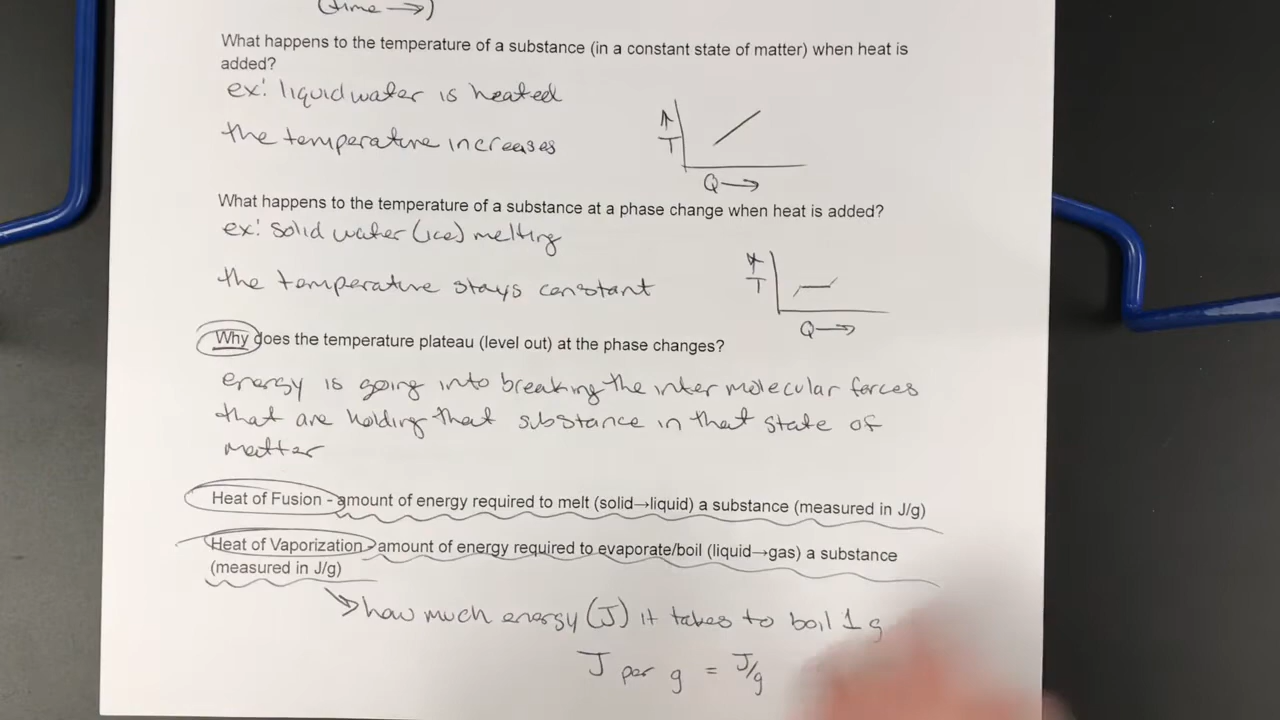 (time →)
What happens to the temperature of a substance (in a constant state of matter) when heat is
added?
ex: liquid water is heated
the temperature increases
↑
T
Q→
What happens to the temperature of a substance at a phase change when heat is added?
ex: solid water (ice) melting
the temperature stays constant
↑
T
Q→
Why does the temperature plateau (level out) at the phase changes?
energy is going into breaking the inter molecular forces
that are holding that substance in that state of
matter
Heat of Fusion - amount of energy required to melt (solid→liquid) a substance (measured in J/g)
Heat of Vaporization - amount of energy required to evaporate/boil (liquid→gas) a substance
(measured in J/g)
how much energy (J) it takes to boil 1 g
J per g = J/g